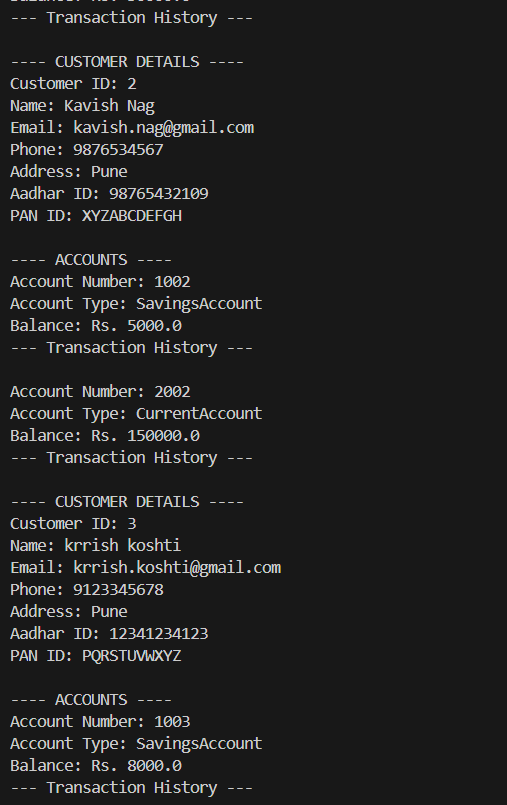 --- Transaction History ---
---- CUSTOMER DETAILS ----
Customer ID: 2
Name: Kavish Nag
Email: kavish.nag@gmail.com
Phone: 9876534567
Address: Pune
Aadhar ID: 98765432109
PAN ID: XYZABCDEFGH
---- ACCOUNTS ----
Account Number: 1002
Account Type: SavingsAccount
Balance: Rs. 5000.0
--- Transaction History ---
Account Number: 2002
Account Type: CurrentAccount
Balance: Rs. 150000.0
--- Transaction History ---
---- CUSTOMER DETAILS ----
Customer ID: 3
Name: krrish koshti
Email: krrish.koshti@gmail.com
Phone: 9123345678
Address: Pune
Aadhar ID: 12341234123
PAN ID: PQRSTUVWXYZ
---- ACCOUNTS ----
Account Number: 1003
Account Type: SavingsAccount
Balance: Rs. 8000.0
--- Transaction History ---